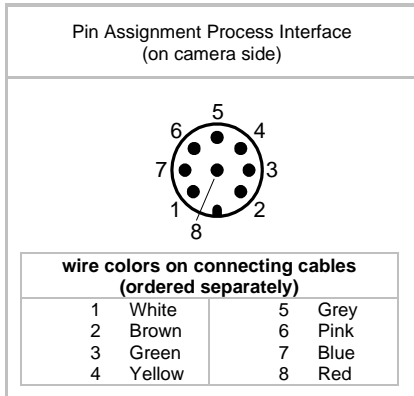 Pin Assignment Process Interface
(on camera side)
5
6 4
7 3
1 2
8
wire colors on connecting cables
(ordered separately)
1 White 5 Grey
2 Brown 6 Pink
3 Green 7 Blue
4 Yellow 8 Red